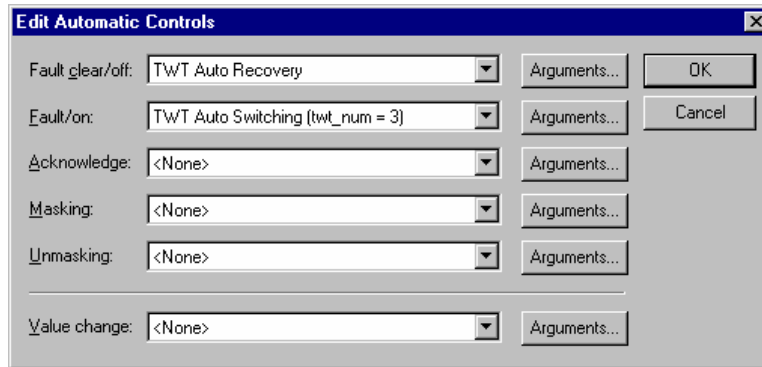 Edit Automatic Controls
Fault clear/off: TWT Auto Recovery Arguments... OK
Fault/on: TWT Auto Switching (twt_num = 3) Arguments... Cancel
Acknowledge: <None> Arguments...
Masking: <None> Arguments...
Unmasking: <None> Arguments...
Value change: <None> Arguments...